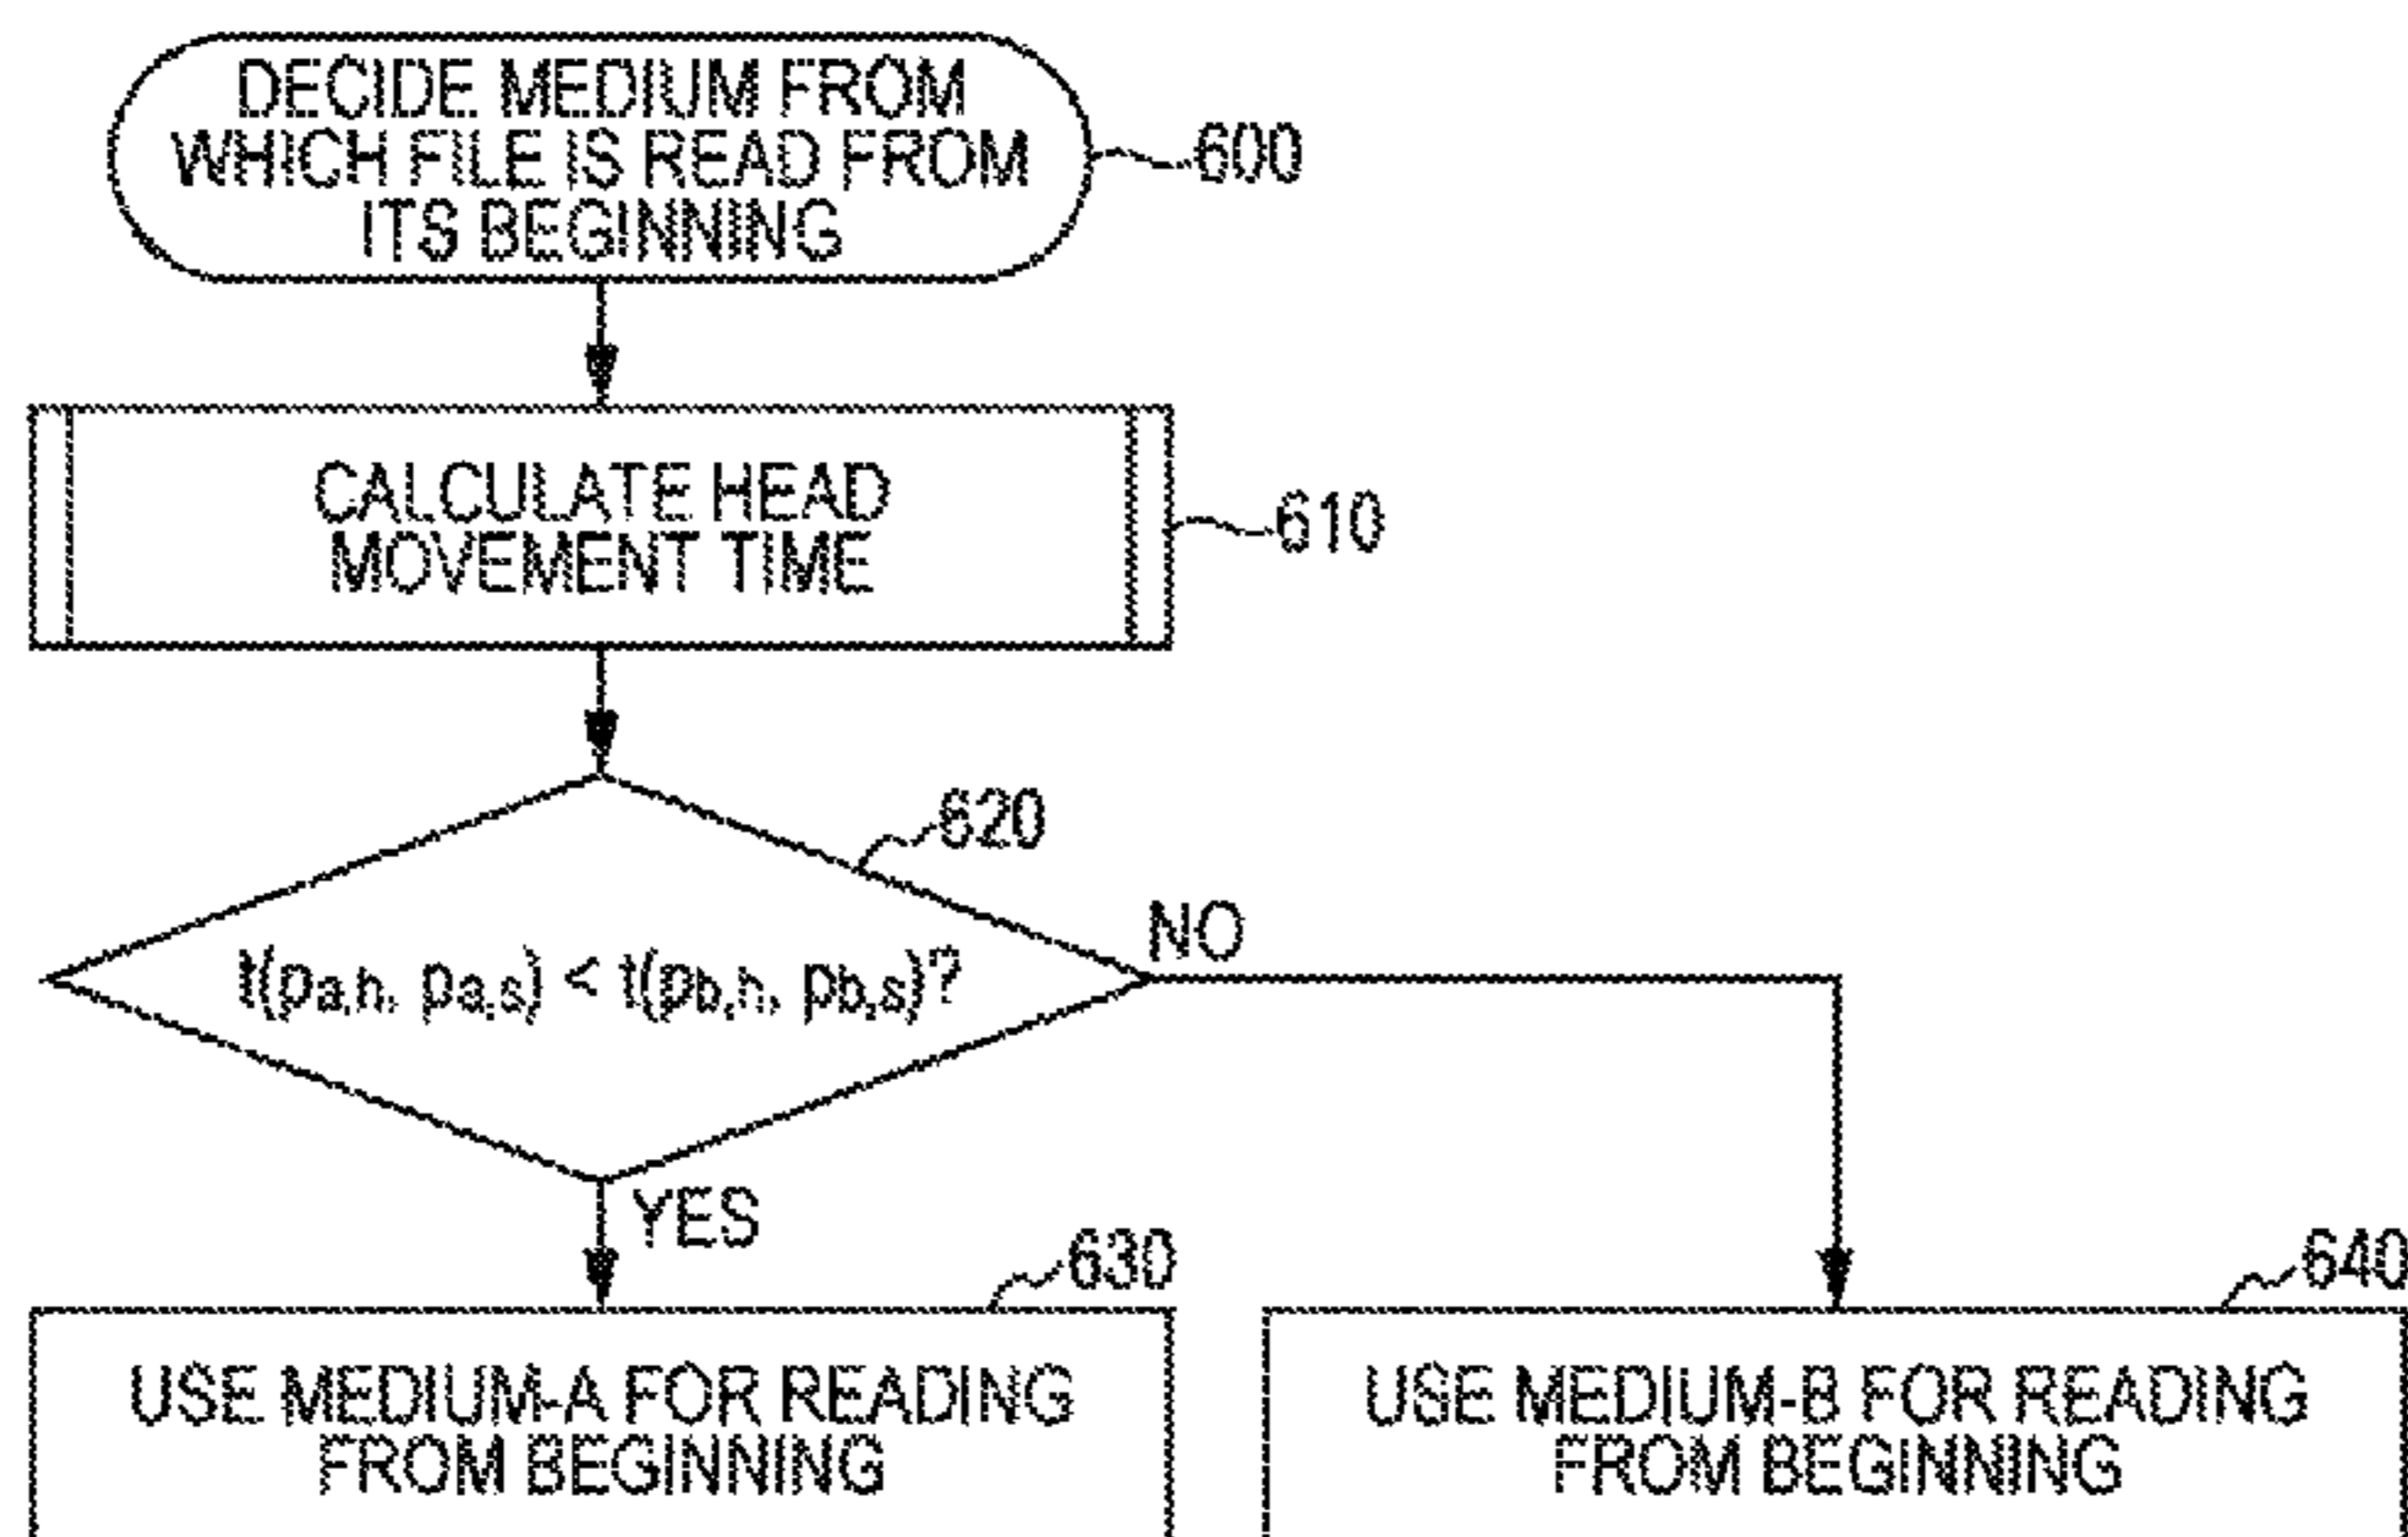 DECIDE MEDIUM FROM
WHICH FILE IS READ FROM
ITS BEGINNING
600
CALCULATE HEAD
MOVEMENT TIME
610
620
NO
t(pa,h, pa,s) < t(pb,h, pb,s)?
YES
630
640
USE MEDIUM-A FOR READING
FROM BEGINNING
USE MEDIUM-B FOR READING
FROM BEGINNING